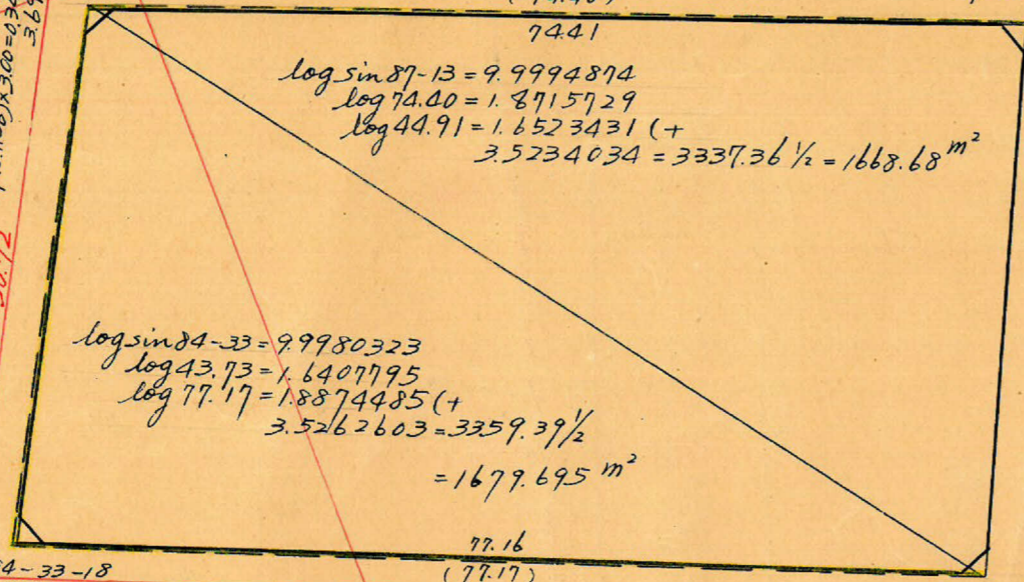 74.41
log sin 87-13 = 9.9994874
log 74.40 = 1.8715729
log 44.91 = 1.6523431 (+
3.5234034 = 3337.36 1/2 = 1668.68 m²
log sin 84-33 = 9.9980323
log 43.73 = 1.6407795
log 77.17 = 1.8874485 (+
3.5262603 = 3359.39 1/2
= 1679.695 m²
77.16
(77.17)
4-33-18